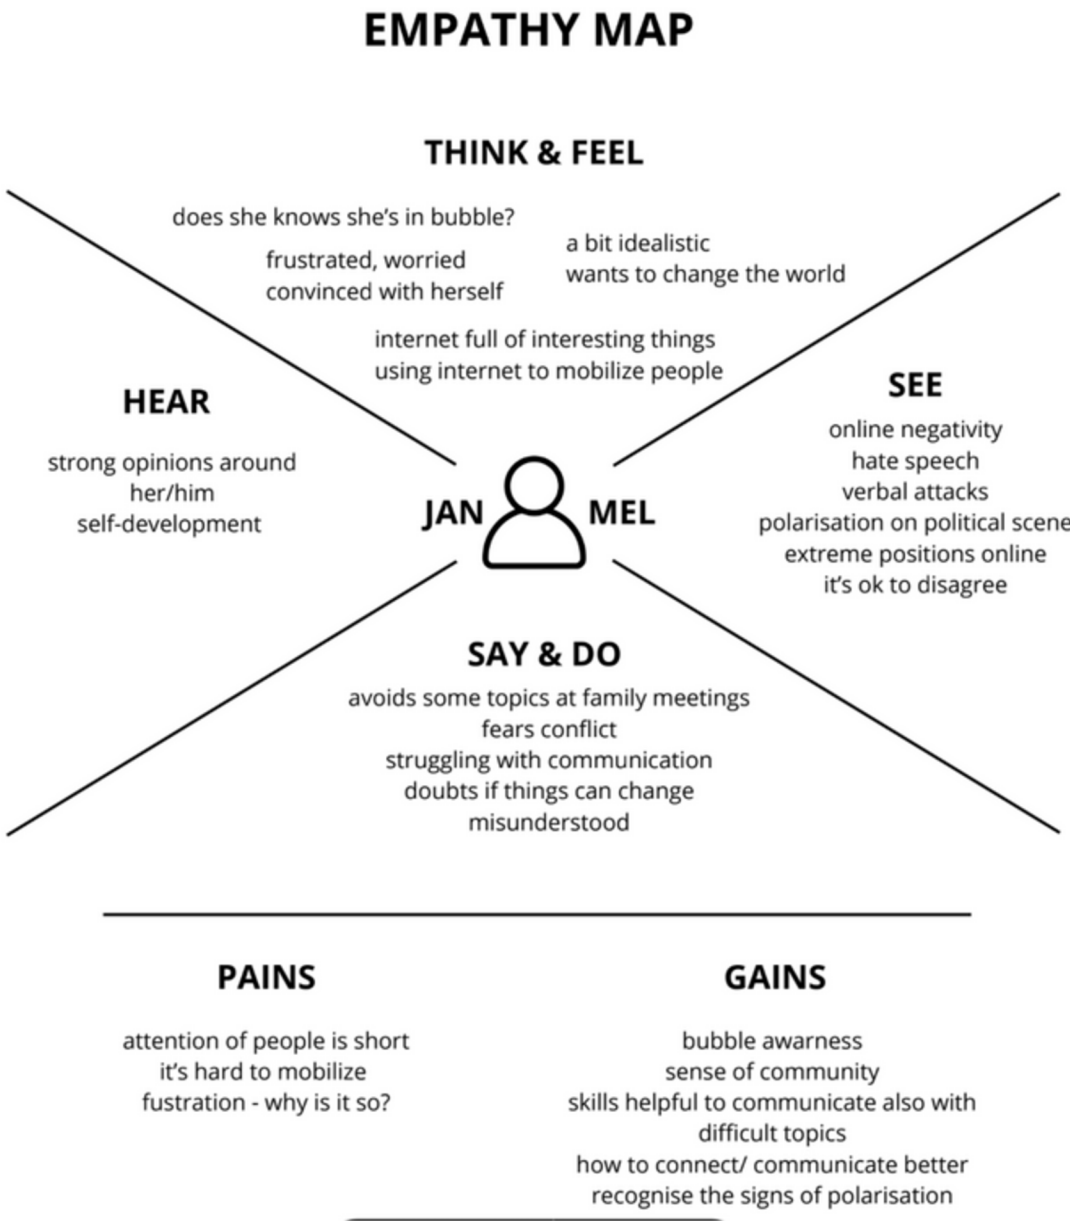 EMPATHY MAP
THINK & FEEL
does she knows she's in bubble?
frustrated, worried
convinced with herself
a bit idealistic
wants to change the world
internet full of interesting things
using internet to mobilize people
HEAR
strong opinions around
her/him
self-development
SEE
online negativity
hate speech
verbal attacks
polarisation on political scene
extreme positions online
it's ok to disagree
JAN MEL
SAY & DO
avoids some topics at family meetings
fears conflict
struggling with communication
doubts if things can change
misunderstood
PAINS
attention of people is short
it's hard to mobilize
fustration - why is it so?
GAINS
bubble awarness
sense of community
skills helpful to communicate also with
difficult topics
how to connect/ communicate better
recognise the signs of polarisation